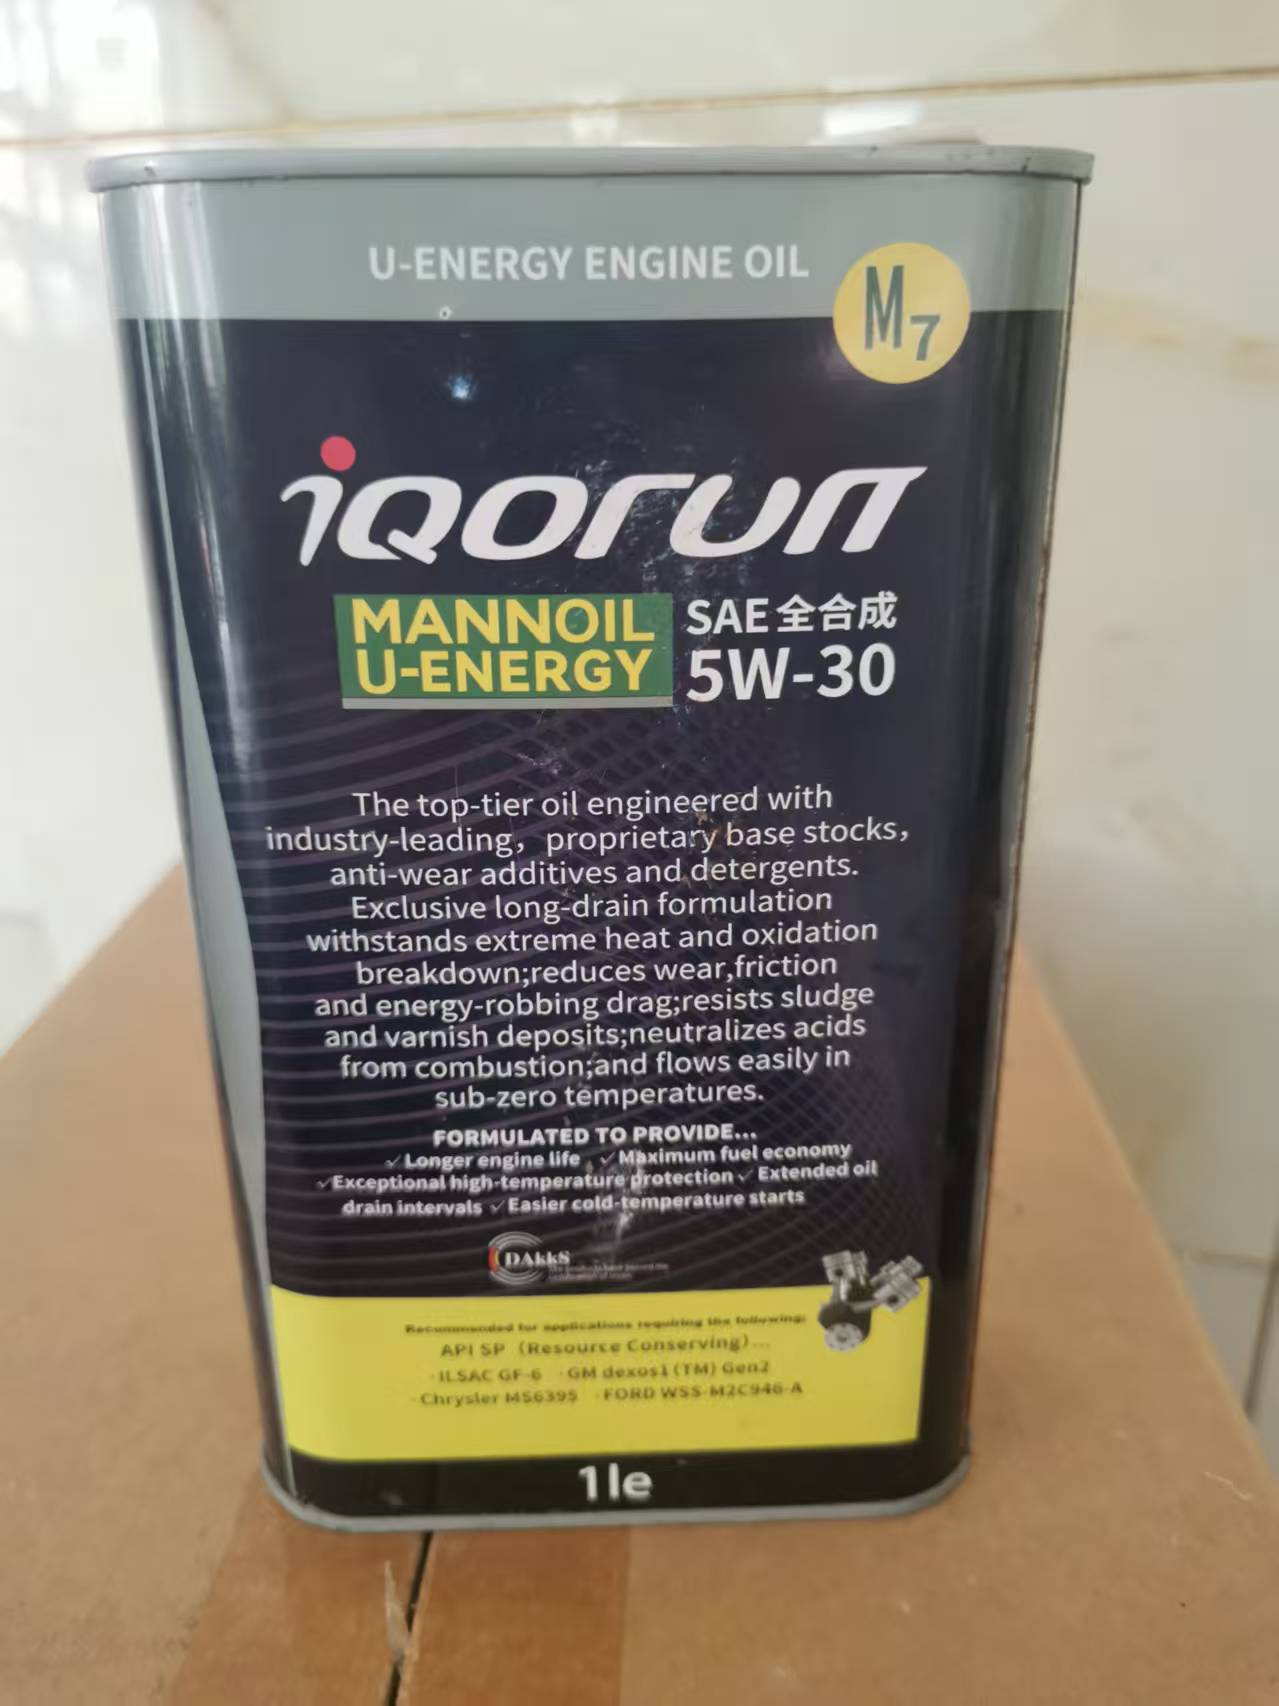 U-ENERGY ENGINE OIL
M7
iQorun
MANNOIL
U-ENERGY
SAE全合成
5W-30
The top-tier oil engineered with
industry-leading，proprietary base stocks，
anti-wear additives and detergents.
Exclusive long-drain formulation
withstands extreme heat and oxidation
breakdown;reduces wear,friction
and energy-robbing drag;resists sludge
and varnish deposits;neutralizes acids
from combustion;and flows easily in
sub-zero temperatures.
FORMULATED TO PROVIDE...
✓Longer engine life ✓Maximum fuel economy
✓Exceptional high-temperature protection ✓Extended oil
drain intervals ✓Easier cold-temperature starts
DAkkS
Recommended for applications requiring the following:
API SP（Resource Conserving）...
·ILSAC GF-6 ·GM dexos1(TM) Gen2
·Chrysler MS6395 ·FORD WSS-M2C946-A
1le